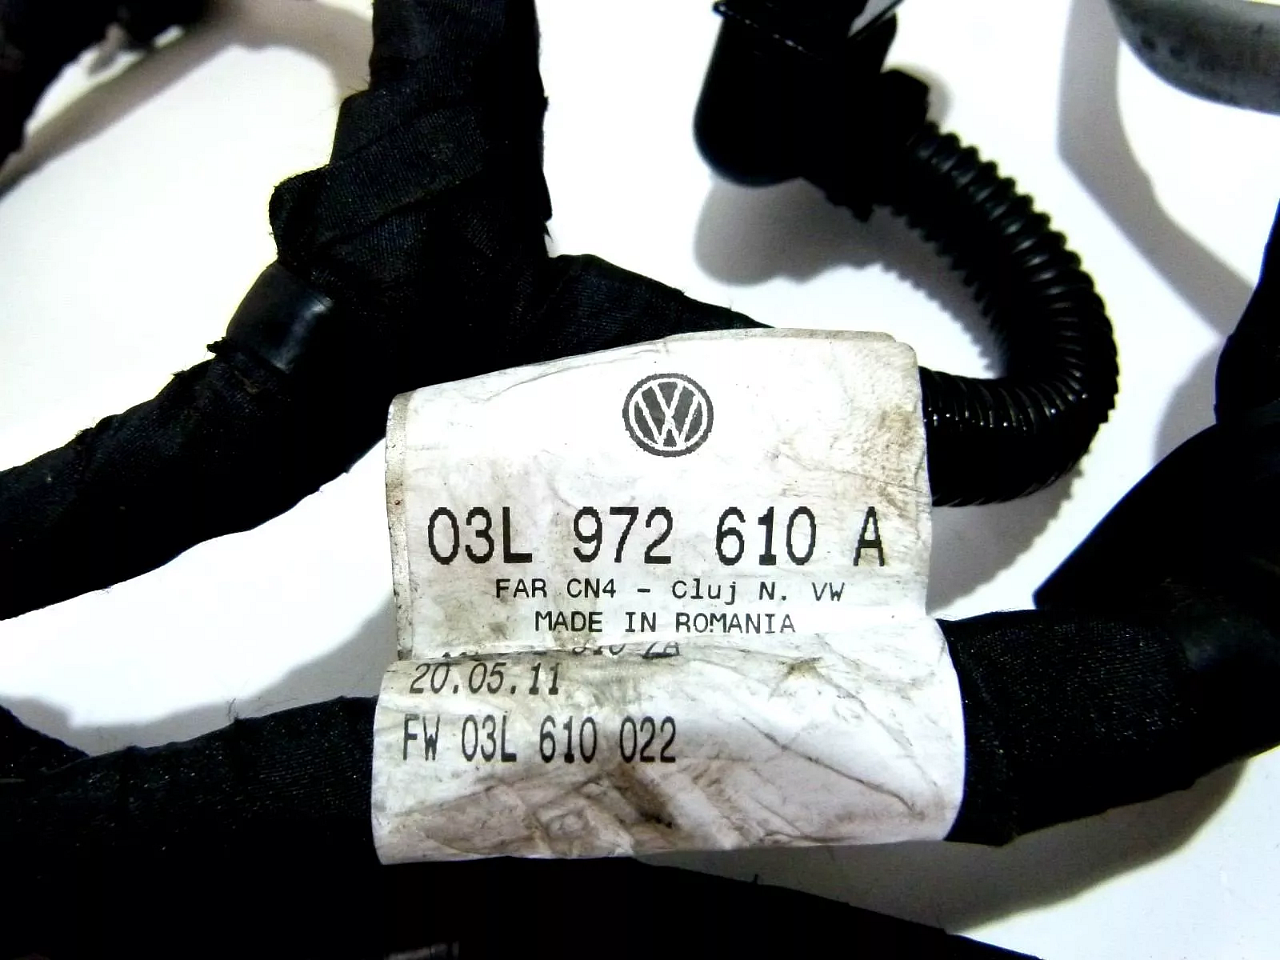 03L 972 610 A
FAR CN4 - Cluj N. VW
MADE IN ROMANIA
20.05.11
FW 03L 610 022